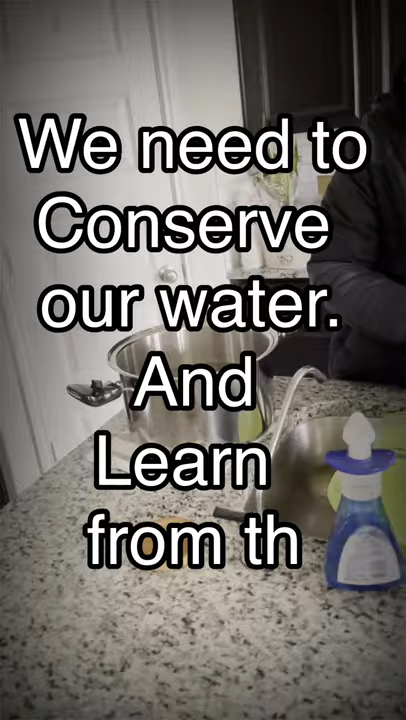 We need to
Conserve
our water.
And
Learn
from th